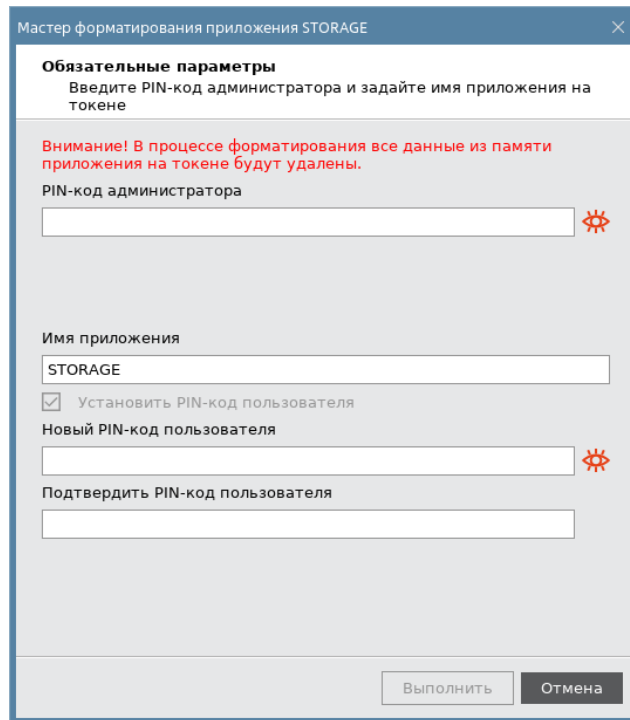 Мастер форматирования приложения STORAGE
Обязательные параметры
Введите PIN-код администратора и задайте имя приложения на
токене
Внимание! В процессе форматирования все данные из памяти
приложения на токене будут удалены.
PIN-код администратора
Имя приложения
STORAGE
Установить PIN-код пользователя
Новый PIN-код пользователя
Подтвердить PIN-код пользователя
Выполнить
Отмена